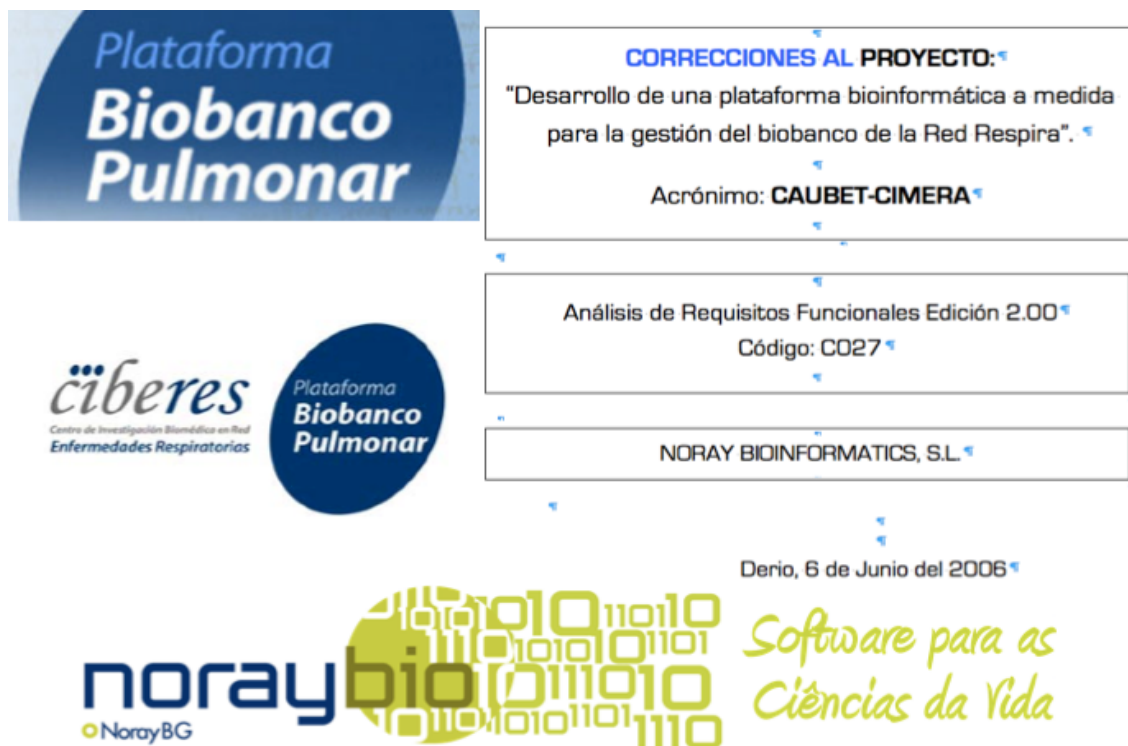 Plataforma
Biobanco
Pulmonar
CORRECCIONES AL PROYECTO:
"Desarrollo de una plataforma bioinformática a medida
para la gestión del biobanco de la Red Respira".
Acrónimo: CAUBET-CIMERA
Análisis de Requisitos Funcionales Edición 2.00
Código: C027
ciberes
Centro de Investigación Biomédica en Red
Enfermedades Respiratorias
Plataforma
Biobanco
Pulmonar
NORAY BIOINFORMATICS, S.L.
Derio, 6 de Junio del 2006
noraybio
NorayBG
Software para as
Ciências da Vida